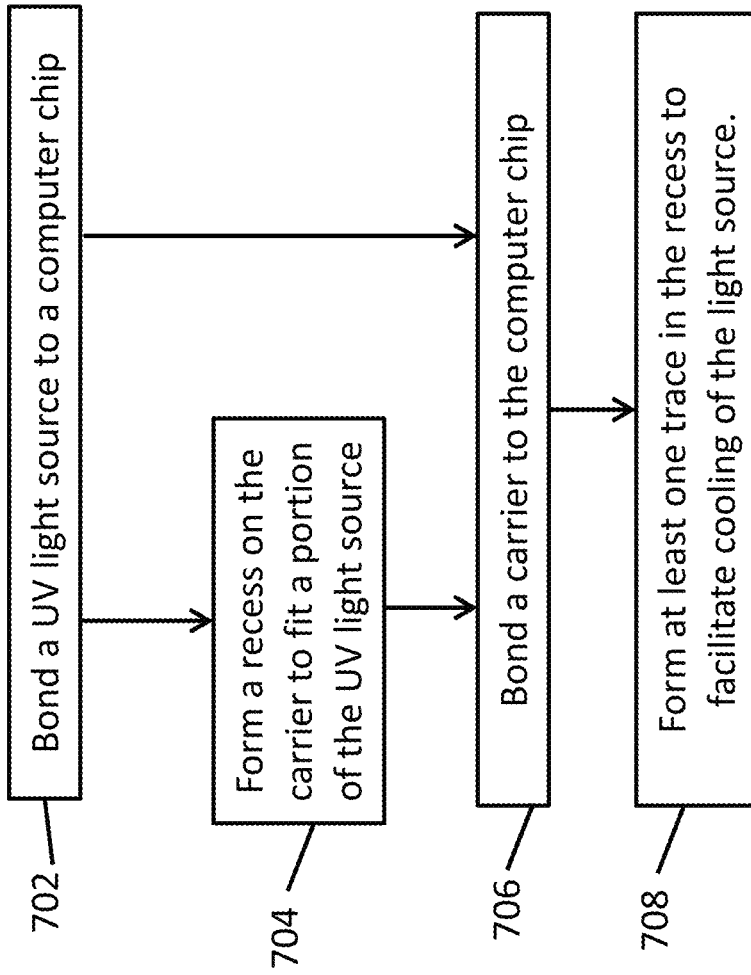 702
Bond a UV light source to a computer chip
704
Form a recess on the
carrier to fit a portion
of the UV light source
706
Bond a carrier to the computer chip
708
Form at least one trace in the recess to
facilitate cooling of the light source.